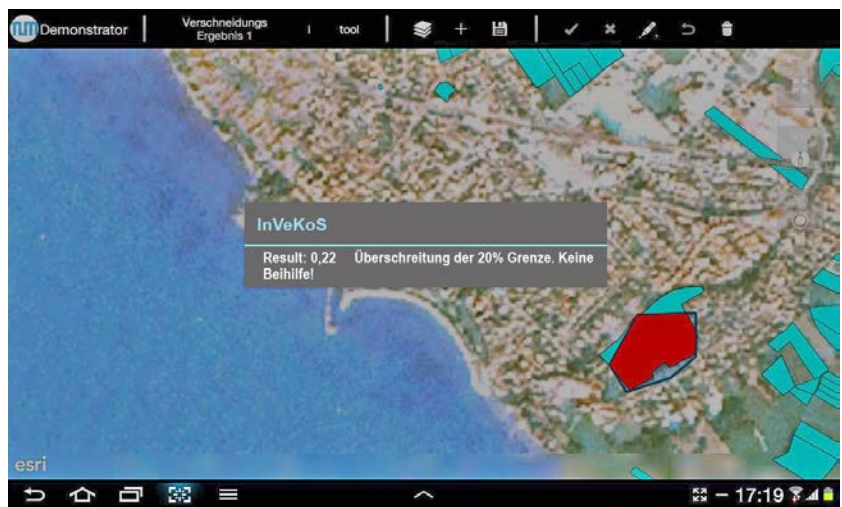 Demonstrator
Verschneidungs
Ergebnis 1
I
tool
InVeKoS
Result: 0,22 Überschreitung der 20% Grenze. Keine
Beihilfe!
esri
17:19